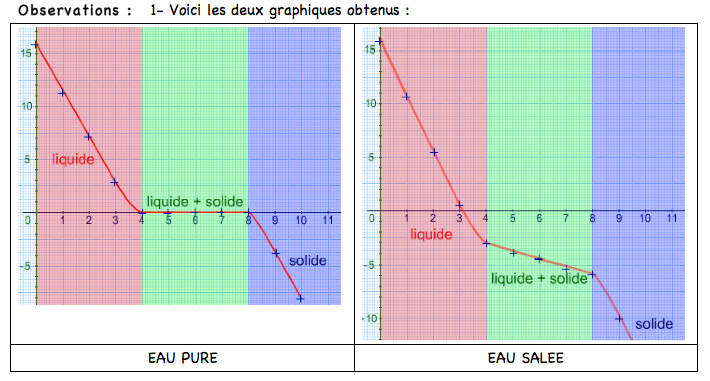 Observations : 1- Voici les deux graphiques obtenus :
15
10
5
0
-5
1 2 3 4 5 6 7 8 9 10 11
liquide
liquide + solide
solide
15
10
5
0
-5
-10
1 2 3 4 5 6 7 8 9 10 11
liquide
liquide + solide
solide
EAU PURE
EAU SALEE